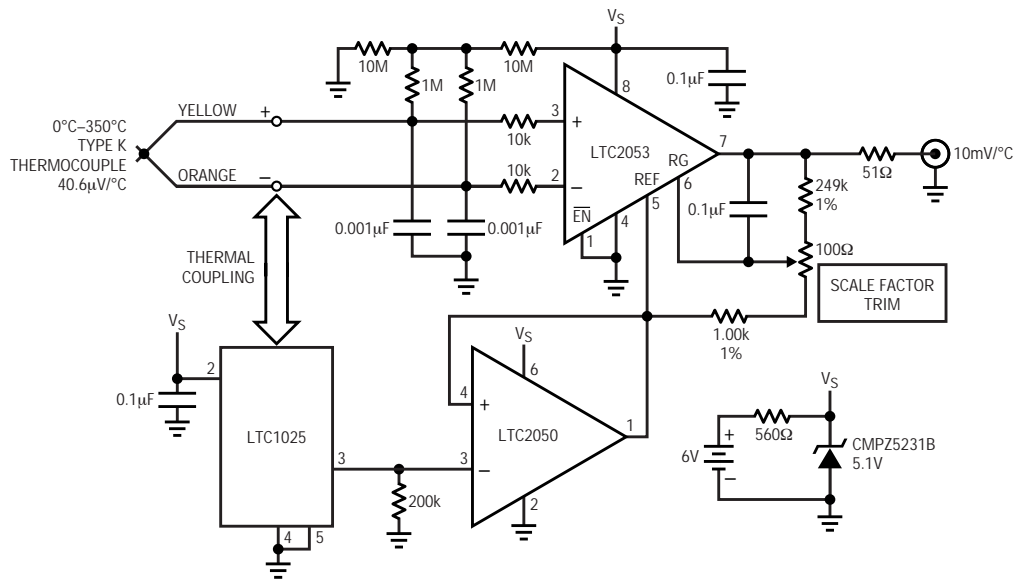 VS
10M
10M
1M
1M
0.1µF
8
YELLOW
+
3
+
10k
LTC2053
7
0°C–350°C
TYPE K
THERMOCOUPLE
40.6µV/°C
RG
6
10mV/°C
51Ω
ORANGE
–
10k
2
–
REF
5
249k
1%
EN
1
4
0.1µF
0.001µF
0.001µF
100Ω
THERMAL
COUPLING
SCALE FACTOR
TRIM
VS
1.00k
1%
2
VS
6
0.1µF
4
+
LTC2050
1
VS
LTC1025
6V
+
–
560Ω
CMPZ5231B
5.1V
3
3
–
200k
2
4
5